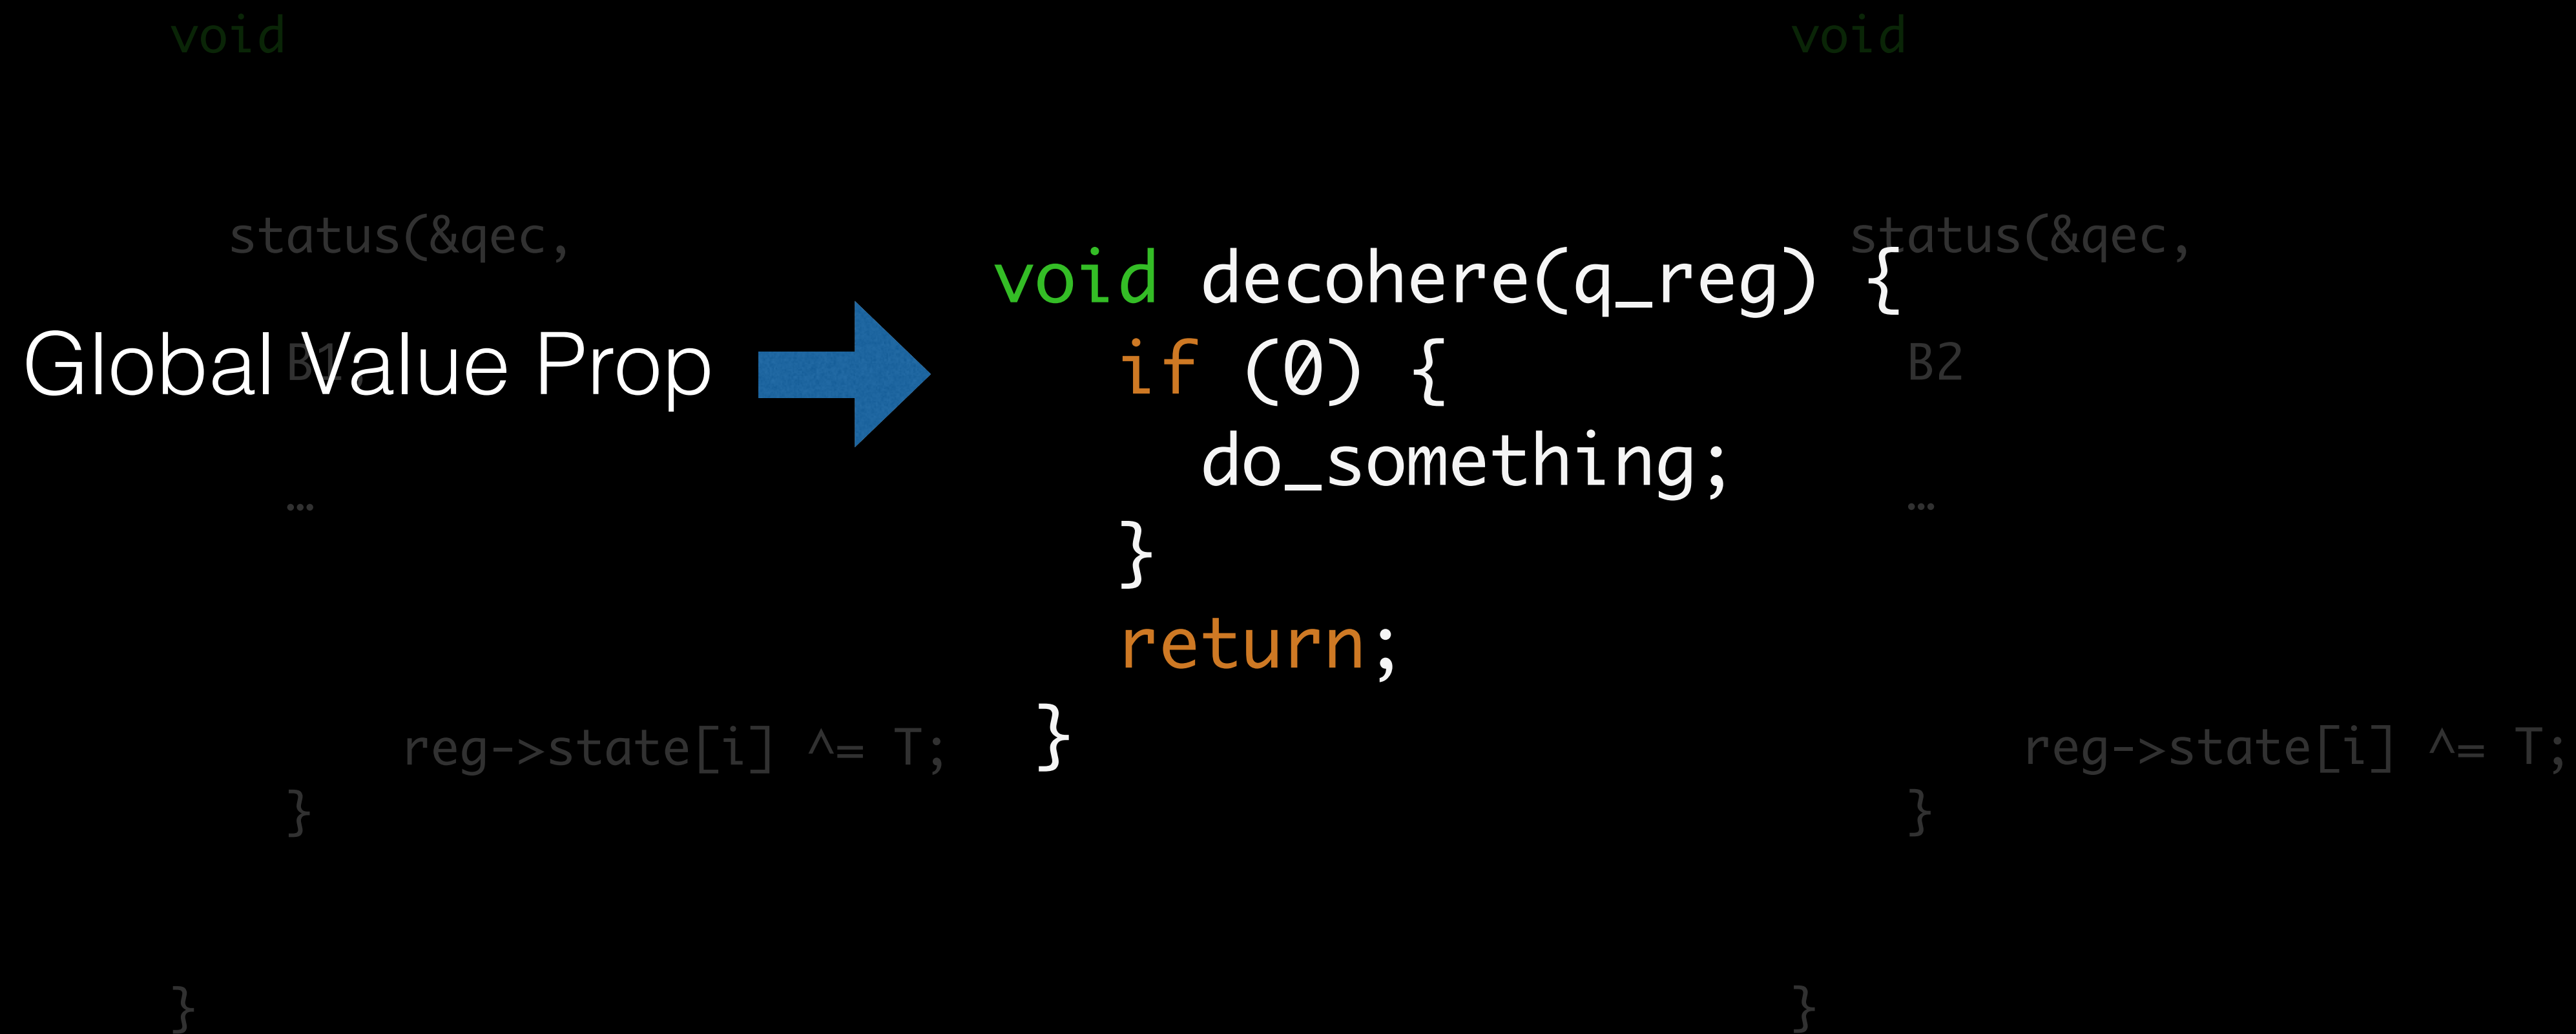 void
status(&qec,
B1
…
reg->state[i] ^= T;
}
}
Global Value Prop
void decohere(q_reg) {
if (0) {
do_something;
}
return;
}
void
status(&qec,
B2
…
reg->state[i] ^= T;
}
}